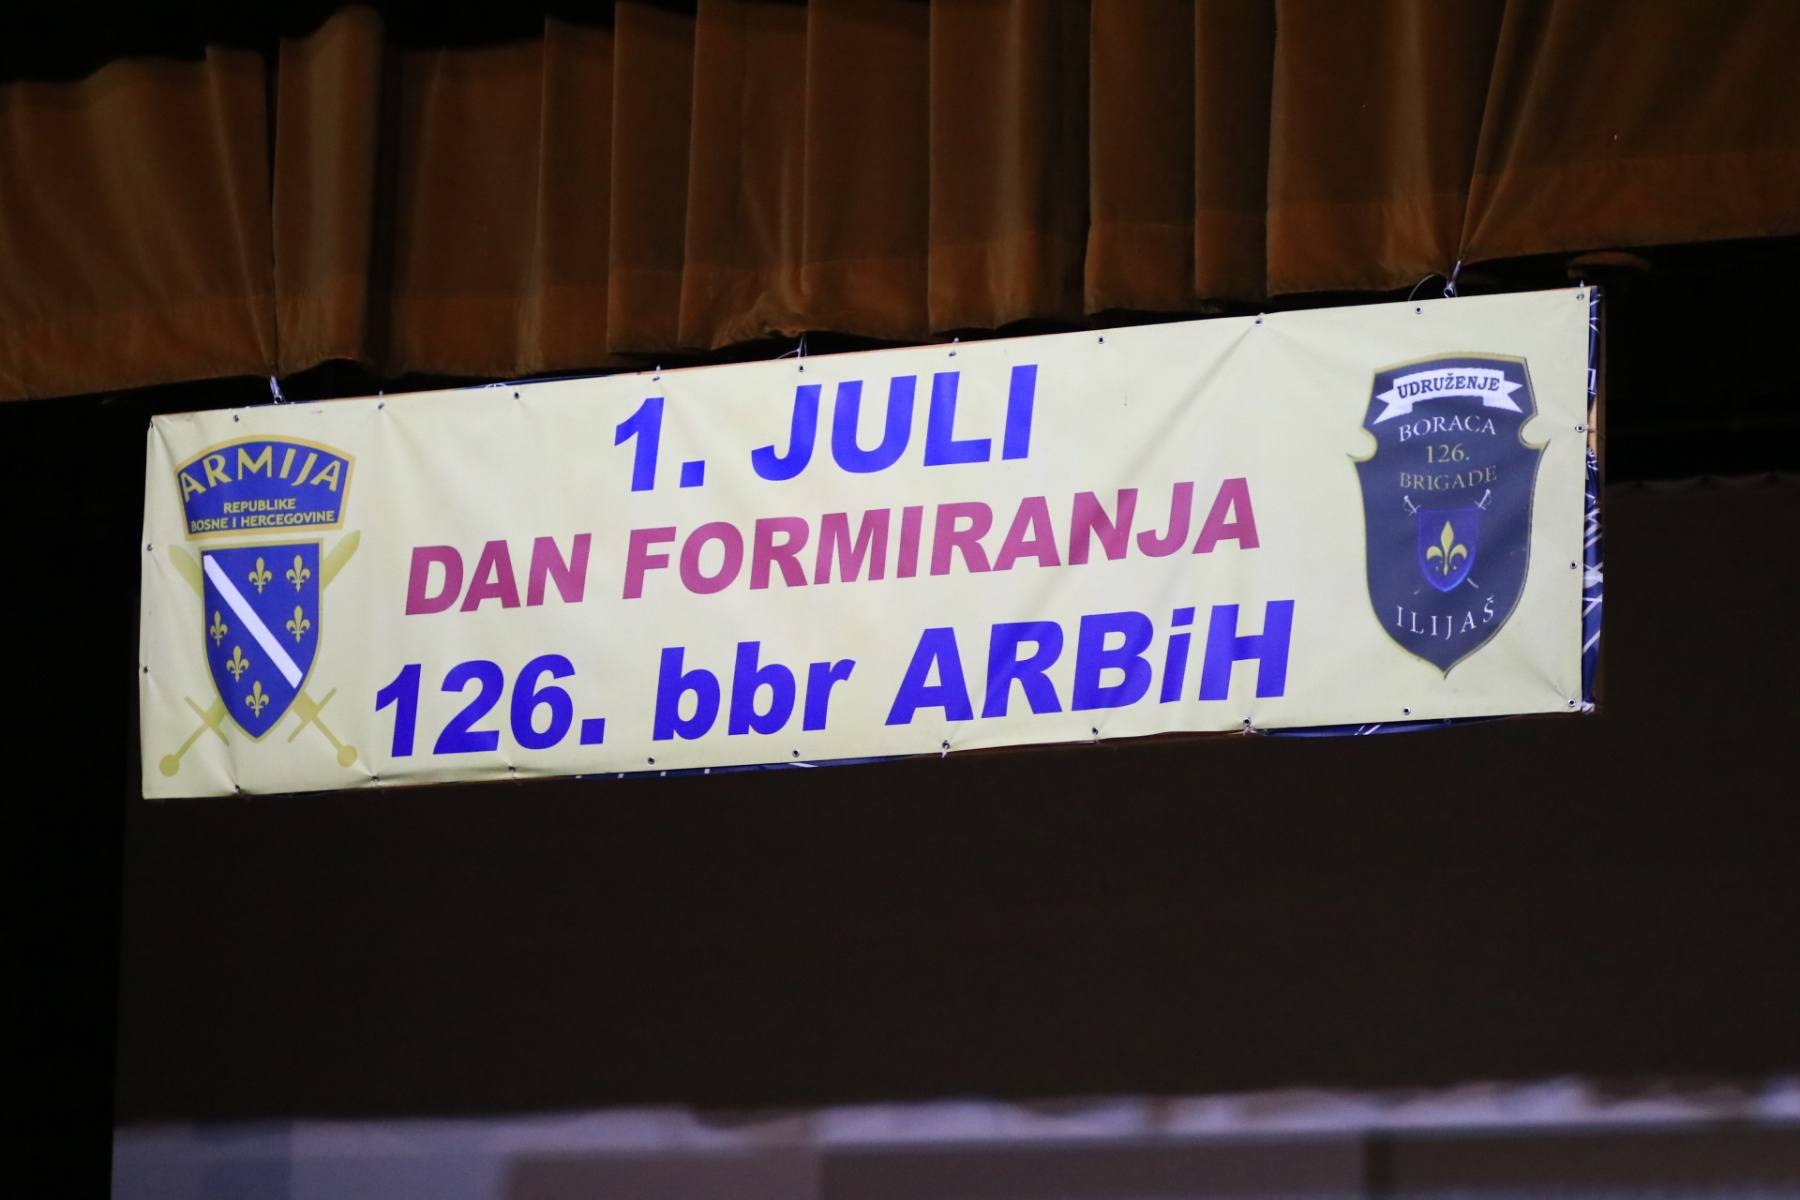 ARMIJA
REPUBLIKE
BOSNE I HERCEGOVINE
1. JULI
DAN FORMIRANJA
126. bbr ARBiH
UDRUŽENJE
BORACA
126.
BRIGADE
ILIJAŠ